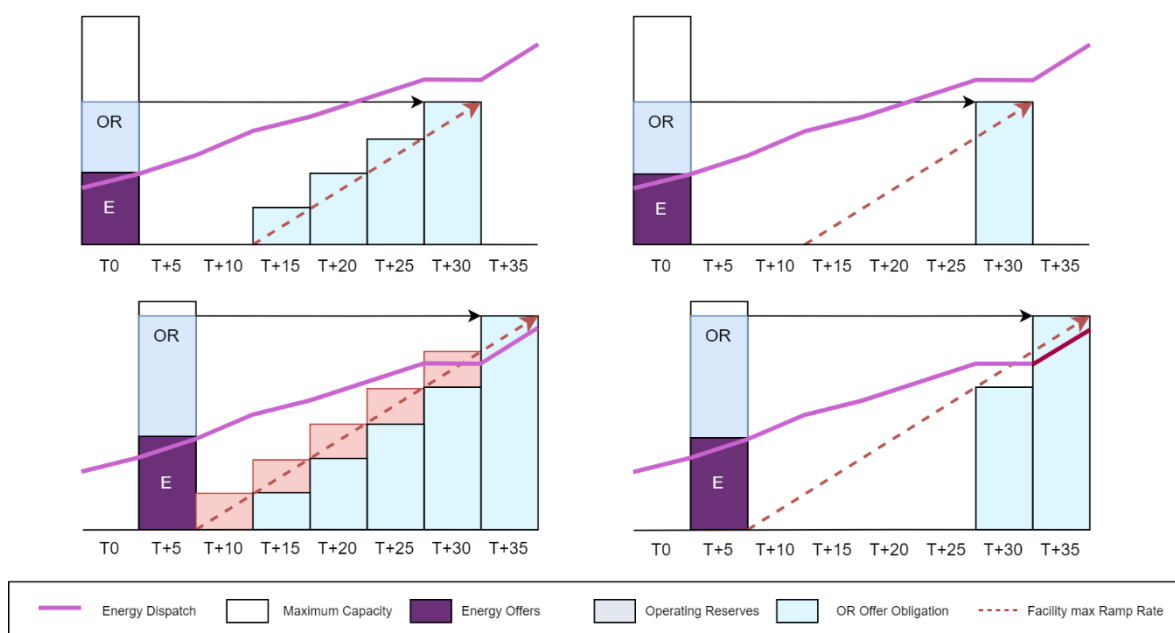 OR
E
T0 T+5 T+10 T+15 T+20 T+25 T+30 T+35
OR
E
T0 T+5 T+10 T+15 T+20 T+25 T+30 T+35
OR
E
T0 T+5 T+10 T+15 T+20 T+25 T+30 T+35
OR
E
T0 T+5 T+10 T+15 T+20 T+25 T+30 T+35
Energy Dispatch Maximum Capacity Energy Offers Operating Reserves OR Offer Obligation Facility max Ramp Rate